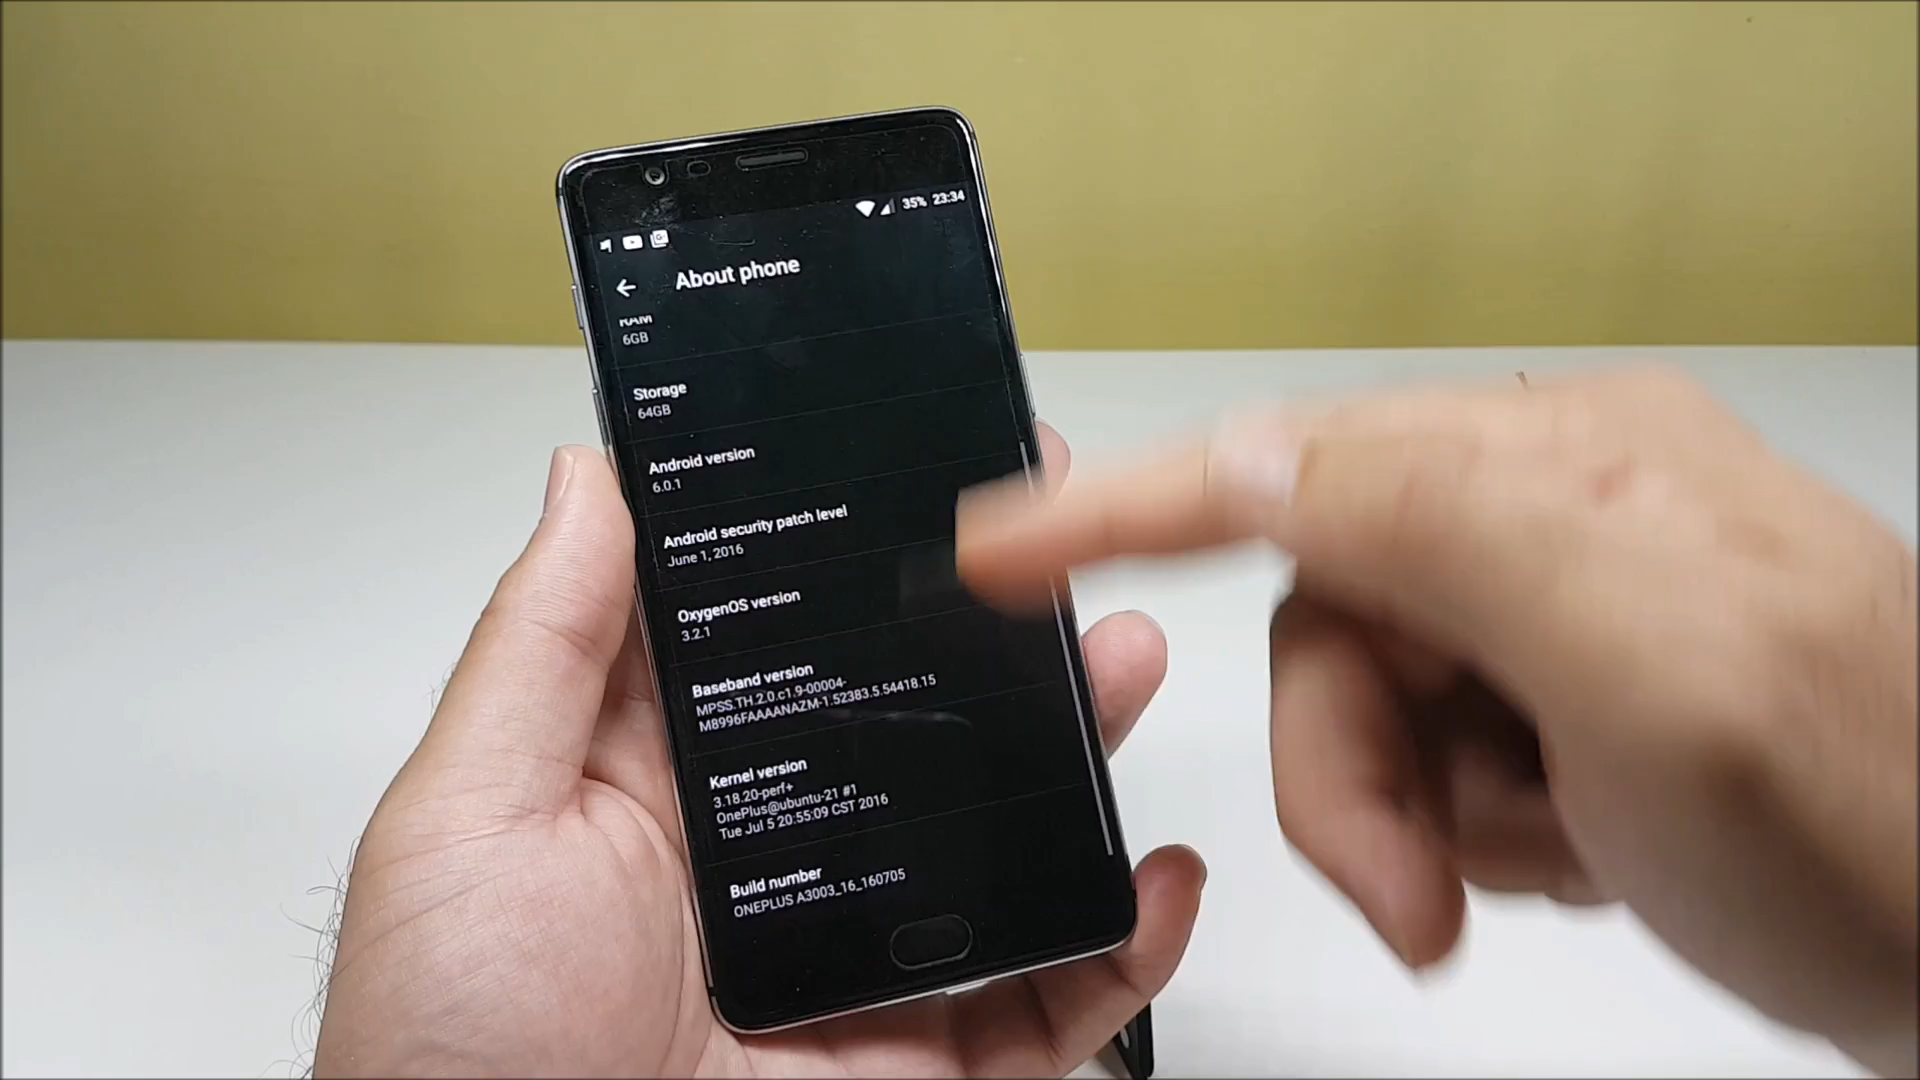 35% 23:34
About phone
RAM
6GB
Storage
64GB
Android version
6.0.1
Android security patch level
June 1, 2016
OxygenOS version
3.2.1
Baseband version
MPSS.TH.2.0.c1.9-00004-
M8996FAAAANAZM-1.52383.5.54418.15
Kernel version
3.18.20-perf+
OnePlus@ubuntu-21 #1
Tue Jul 5 20:55:09 CST 2016
Build number
ONEPLUS A3003_16_160705